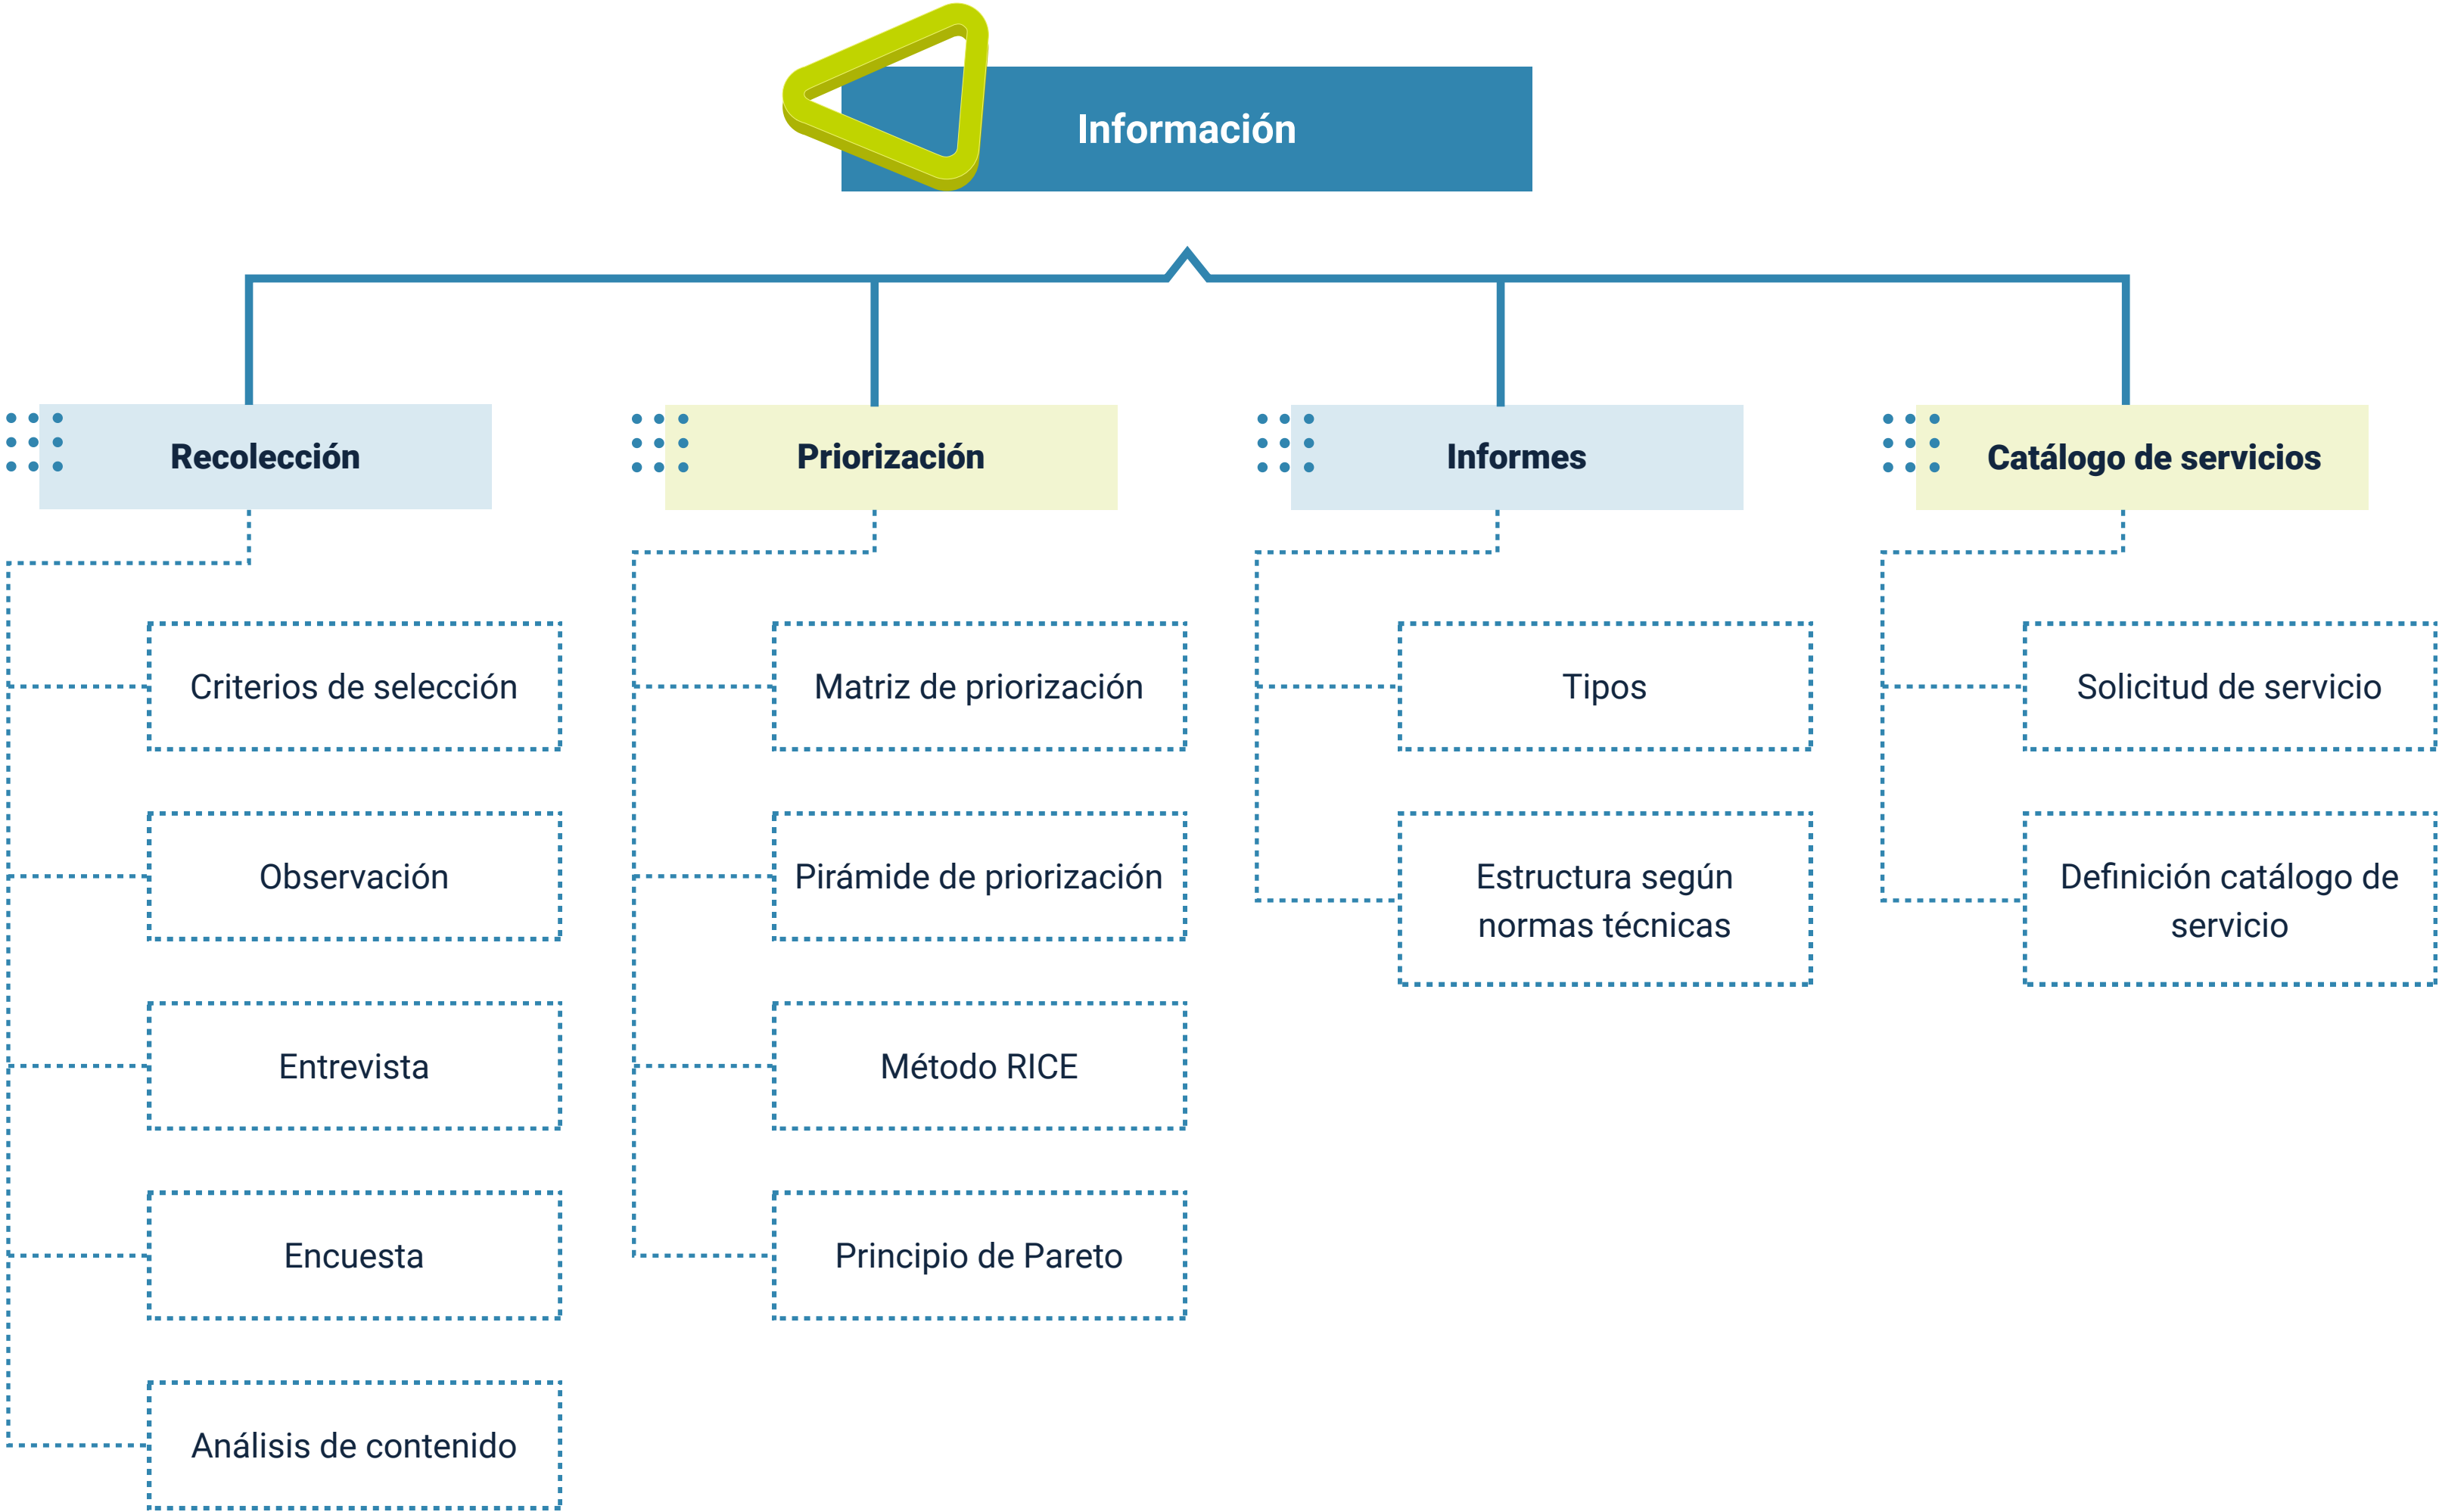 Información
Recolección
Criterios de selección
Observación
Entrevista
Encuesta
Análisis de contenido
Priorización
Matriz de priorización
Pirámide de priorización
Método RICE
Principio de Pareto
Informes
Tipos
Estructura según
normas técnicas
Catálogo de servicios
Solicitud de servicio
Definición catálogo de
servicio